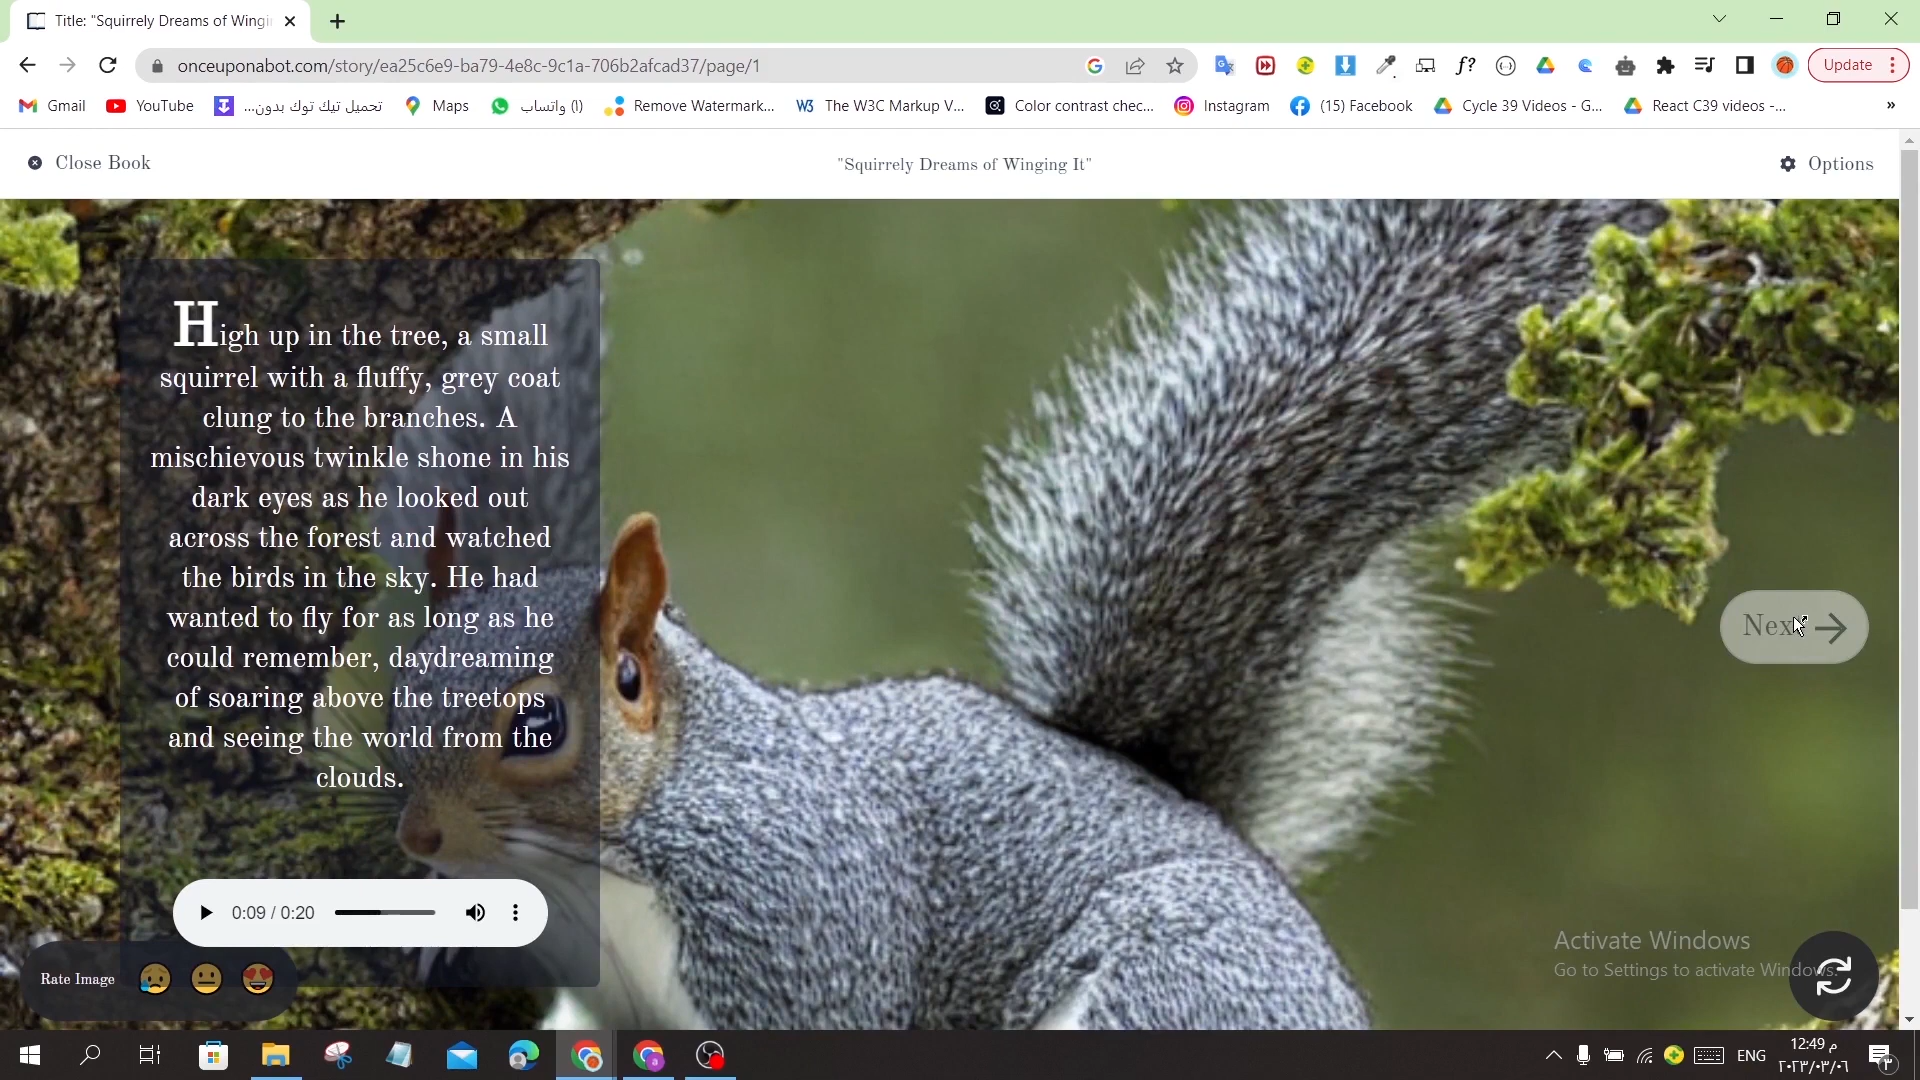 Title: "Squirrely Dreams of Wingi
onceuponabot.com/story/ea25c6e9-ba79-4e8c-9c1a-706b2afcad37/page/1
Update
Gmail
YouTube
تحميل تيك توك بدون...
Maps
(١) واتساب
Remove Watermark...
The W3C Markup V...
Color contrast chec...
Instagram
(15) Facebook
Cycle 39 Videos - G...
React C39 videos -...
»
Close Book
"Squirrely Dreams of Winging It"
Options
High up in the tree, a small
squirrel with a fluffy, grey coat
clung to the branches. A
mischievous twinkle shone in his
dark eyes as he looked out
across the forest and watched
the birds in the sky. He had
wanted to fly for as long as he
could remember, daydreaming
of soaring above the treetops
and seeing the world from the
clouds.
Next
0:09 / 0:20
Rate Image
Activate Windows
Go to Settings to activate Windows.
ENG
12:49 م
٢٠٢٣/٠٣/٠٦
٣